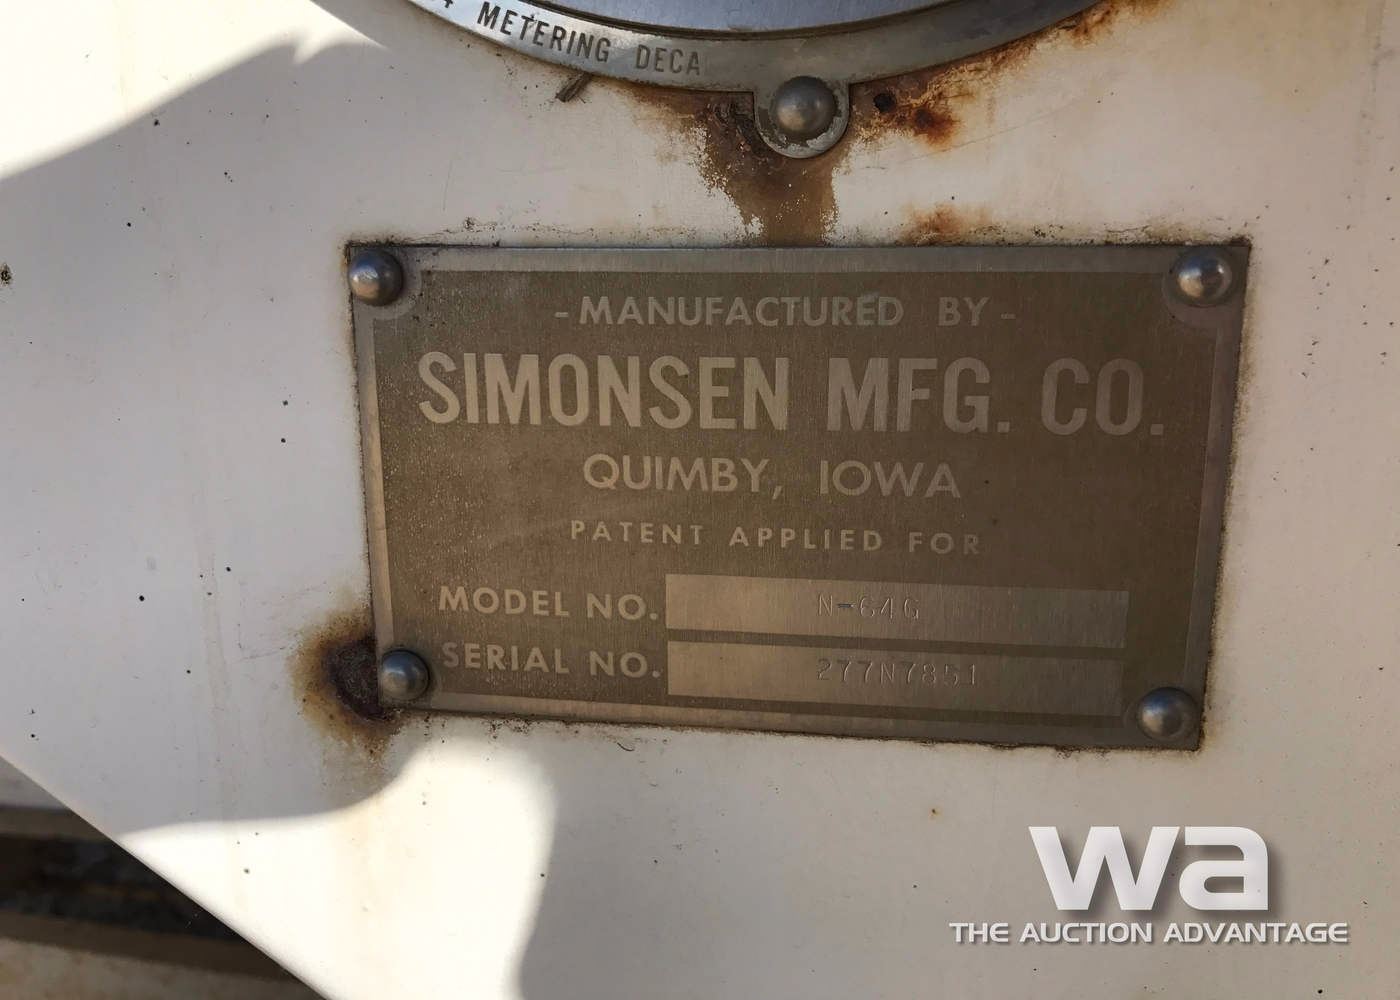 4 METERING DECA
- MANUFACTURED BY -
SIMONSEN MFG. CO.
QUIMBY, IOWA
PATENT APPLIED FOR
MODEL NO. N-64G
SERIAL NO. 277N7851
wa
THE AUCTION ADVANTAGE